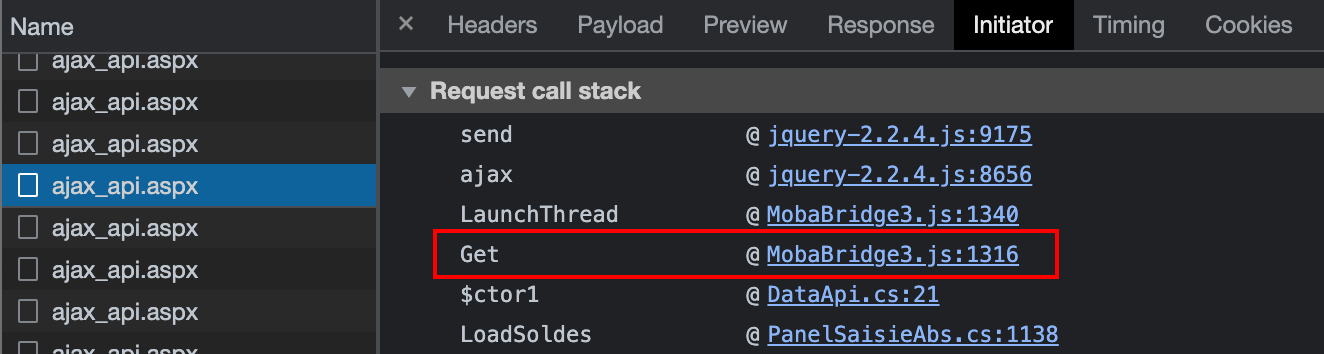 Name
ajax_api.aspx
ajax_api.aspx
ajax_api.aspx
ajax_api.aspx
ajax_api.aspx
ajax_api.aspx
ajax_api.aspx
ajax_api.aspx
× Headers Payload Preview Response Initiator Timing Cookies
▼ Request call stack
send @ jquery-2.2.4.js:9175
ajax @ jquery-2.2.4.js:8656
LaunchThread @ MobaBridge3.js:1340
Get @ MobaBridge3.js:1316
$ctor1 @ DataApi.cs:21
LoadSoldes @ PanelSaisieAbs.cs:1138